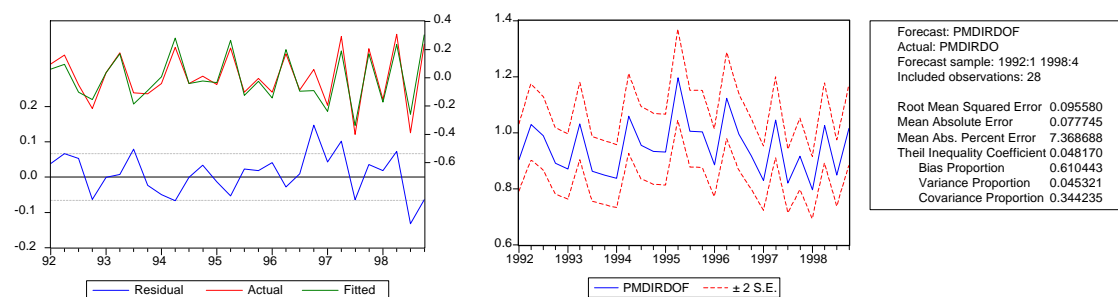 0.4
0.2
0.0
-0.2
-0.4
-0.6
0.2
0.1
0.0
-0.1
-0.2
92 93 94 95 96 97 98
Residual Actual Fitted
1.4
1.2
1.0
0.8
0.6
1992 1993 1994 1995 1996 1997 1998
PMDIRDOF ± 2 S.E.
Forecast: PMDIRDOF
Actual: PMDIRDO
Forecast sample: 1992:1 1998:4
Included observations: 28
Root Mean Squared Error 0.095580
Mean Absolute Error 0.077745
Mean Abs. Percent Error 7.368688
Theil Inequality Coefficient 0.048170
Bias Proportion 0.610443
Variance Proportion 0.045321
Covariance Proportion 0.344235